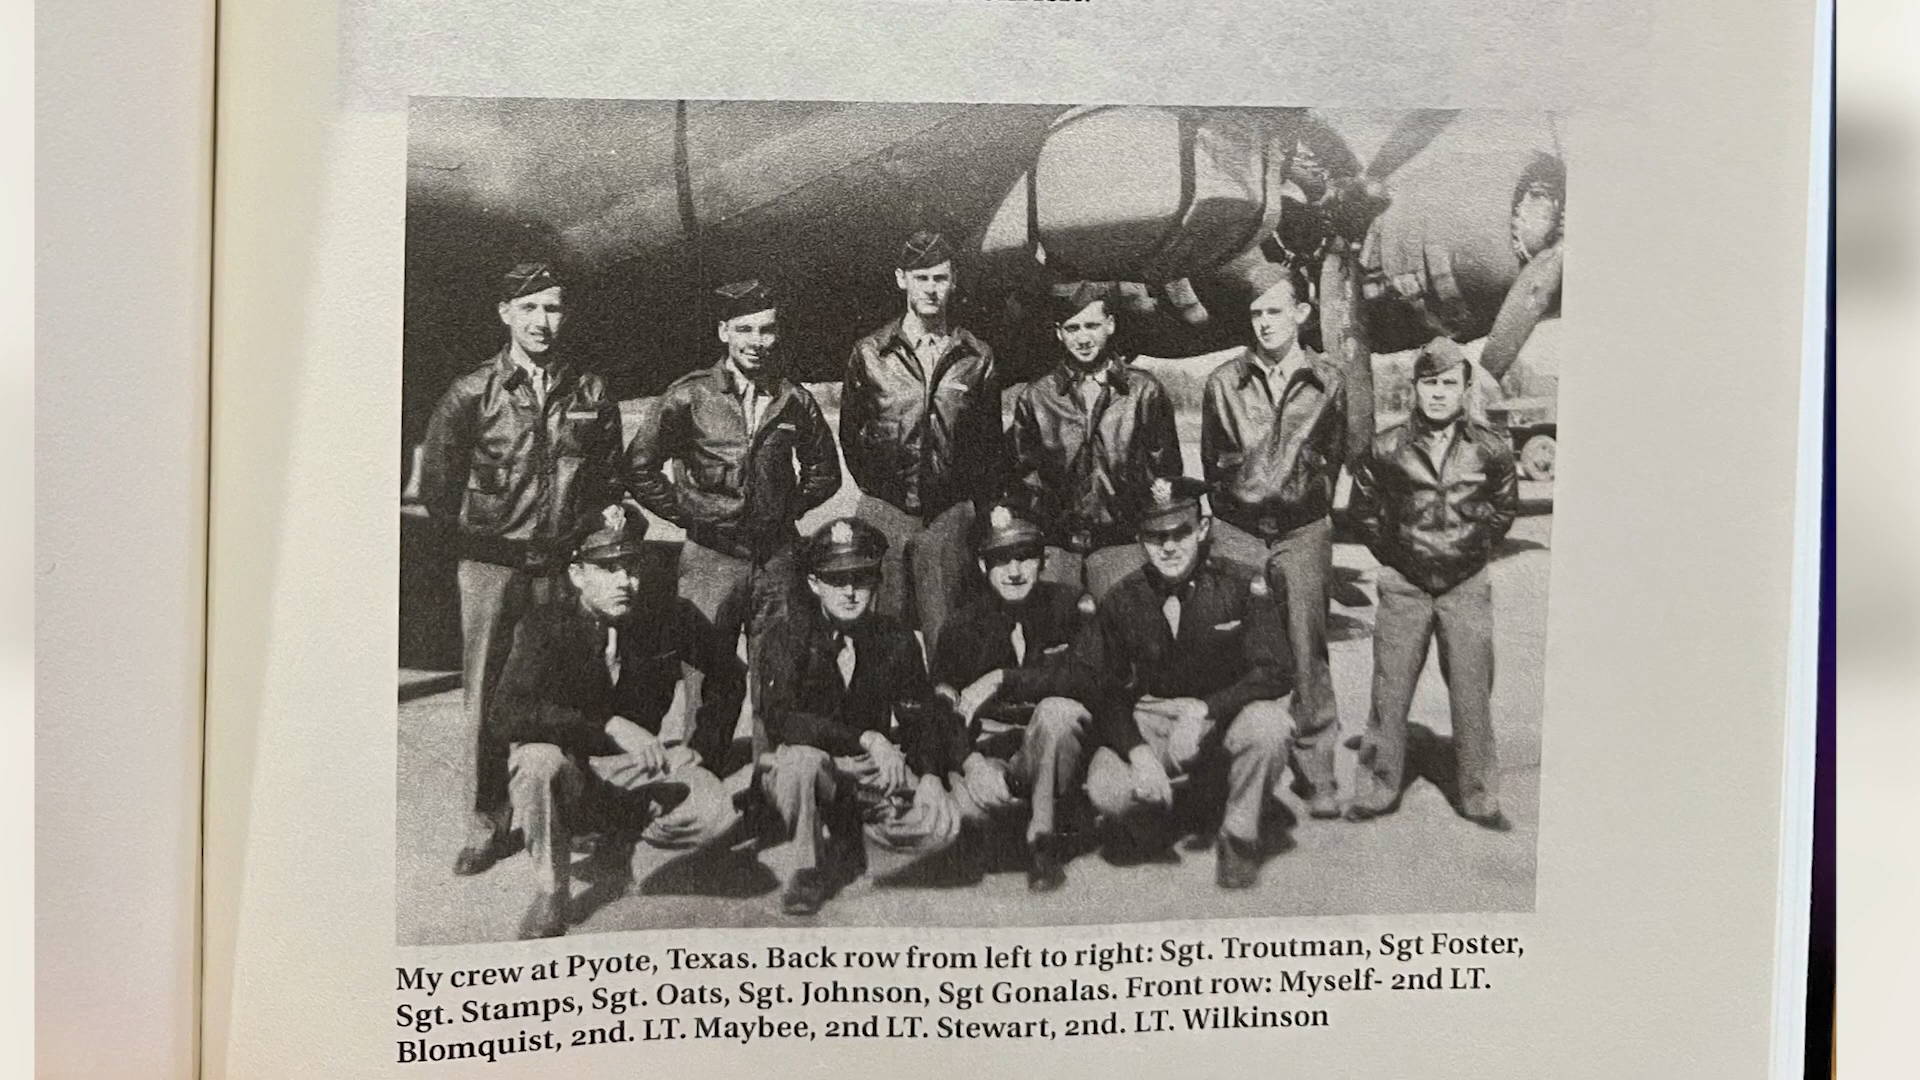 My crew at Pyote, Texas. Back row from left to right: Sgt. Troutman, Sgt Foster,
Sgt. Stamps, Sgt. Oats, Sgt. Johnson, Sgt Gonalas. Front row: Myself- 2nd LT.
Blomquist, 2nd. LT. Maybee, 2nd LT. Stewart, 2nd. LT. Wilkinson